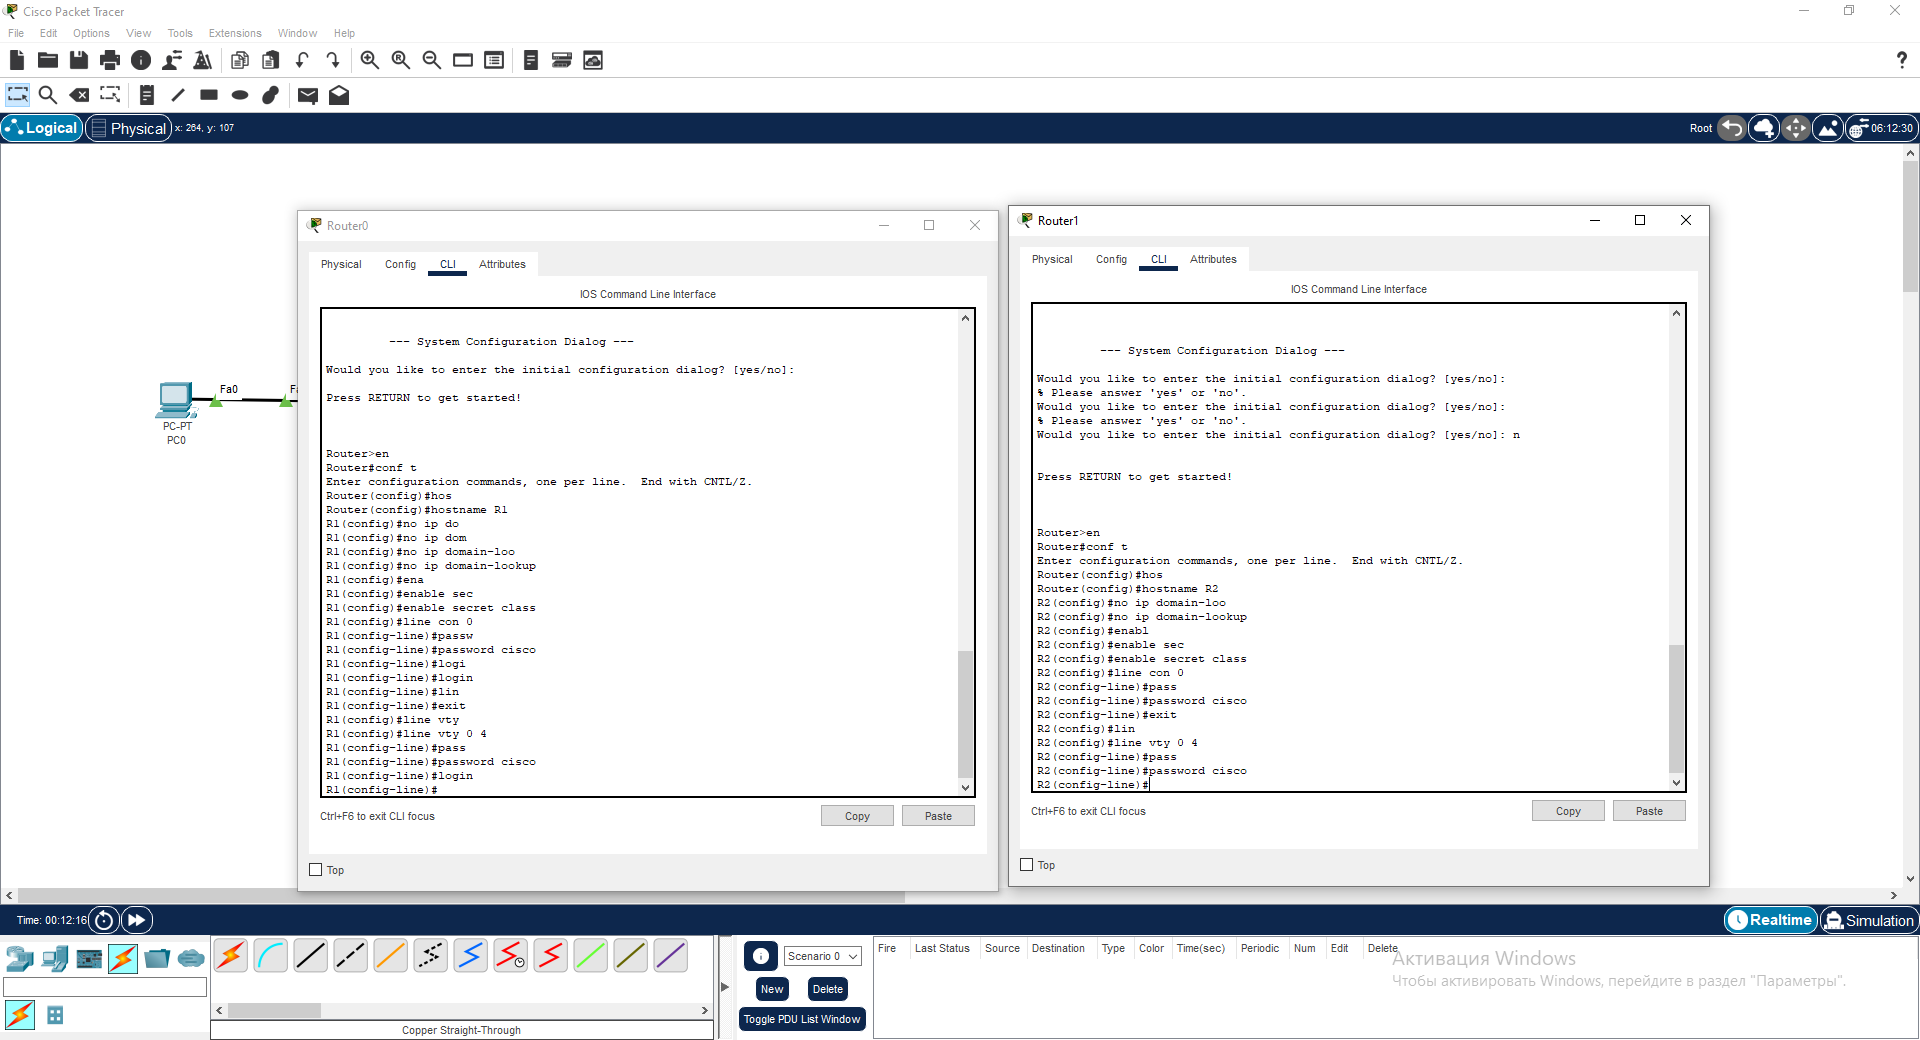 Cisco Packet Tracer
File Edit Options View Tools Extensions Window Help
Logical Physical x: 264, y: 107
Root 06:12:30
Fa0
PC-PT
PC0
Router0
Physical Config CLI Attributes
IOS Command Line Interface
--- System Configuration Dialog ---
Would you like to enter the initial configuration dialog? [yes/no]:
Press RETURN to get started!
Router>en
Router#conf t
Enter configuration commands, one per line.  End with CNTL/Z.
Router(config)#hos
Router(config)#hostname R1
R1(config)#no ip do
R1(config)#no ip dom
R1(config)#no ip domain-loo
R1(config)#no ip domain-lookup
R1(config)#ena
R1(config)#enable sec
R1(config)#enable secret class
R1(config)#line con 0
R1(config-line)#passw
R1(config-line)#password cisco
R1(config-line)#logi
R1(config-line)#login
R1(config-line)#lin
R1(config-line)#exit
R1(config)#line vty
R1(config)#line vty 0 4
R1(config-line)#pass
R1(config-line)#password cisco
R1(config-line)#login
R1(config-line)#
Ctrl+F6 to exit CLI focus
Copy Paste
Top
Router1
Physical Config CLI Attributes
IOS Command Line Interface
--- System Configuration Dialog ---
Would you like to enter the initial configuration dialog? [yes/no]:
% Please answer 'yes' or 'no'.
Would you like to enter the initial configuration dialog? [yes/no]:
% Please answer 'yes' or 'no'.
Would you like to enter the initial configuration dialog? [yes/no]: n
Press RETURN to get started!
Router>en
Router#conf t
Enter configuration commands, one per line.  End with CNTL/Z.
Router(config)#hos
Router(config)#hostname R2
R2(config)#no ip domain-loo
R2(config)#no ip domain-lookup
R2(config)#enabl
R2(config)#enable sec
R2(config)#enable secret class
R2(config)#line con 0
R2(config-line)#pass
R2(config-line)#password cisco
R2(config-line)#exit
R2(config)#lin
R2(config)#line vty 0 4
R2(config-line)#pass
R2(config-line)#password cisco
R2(config-line)#
Ctrl+F6 to exit CLI focus
Copy Paste
Top
Time: 00:12:16
Realtime Simulation
Copper Straight-Through
Scenario 0
New Delete
Toggle PDU List Window
Fire Last Status Source Destination Type Color Time(sec) Periodic Num Edit Delete
Активация Windows
Чтобы активировать Windows, перейдите в раздел "Параметры".